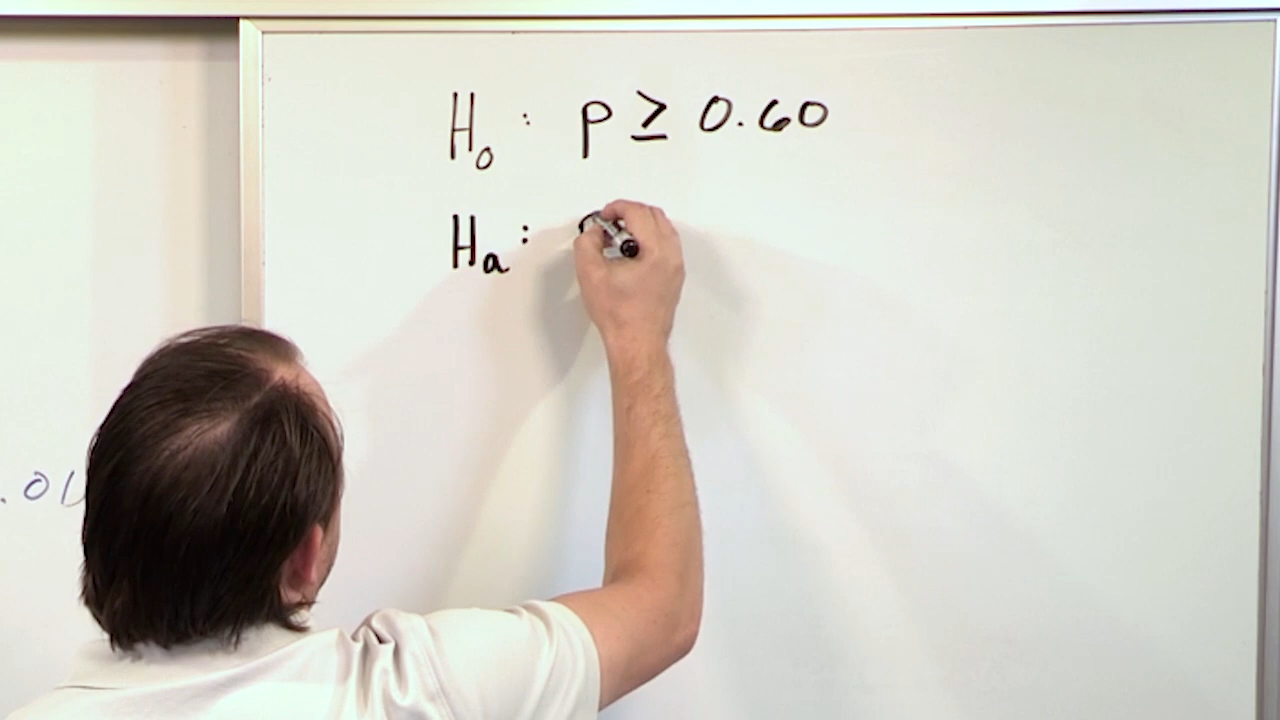 H₀ : p ≥ 0.60
Hₐ :